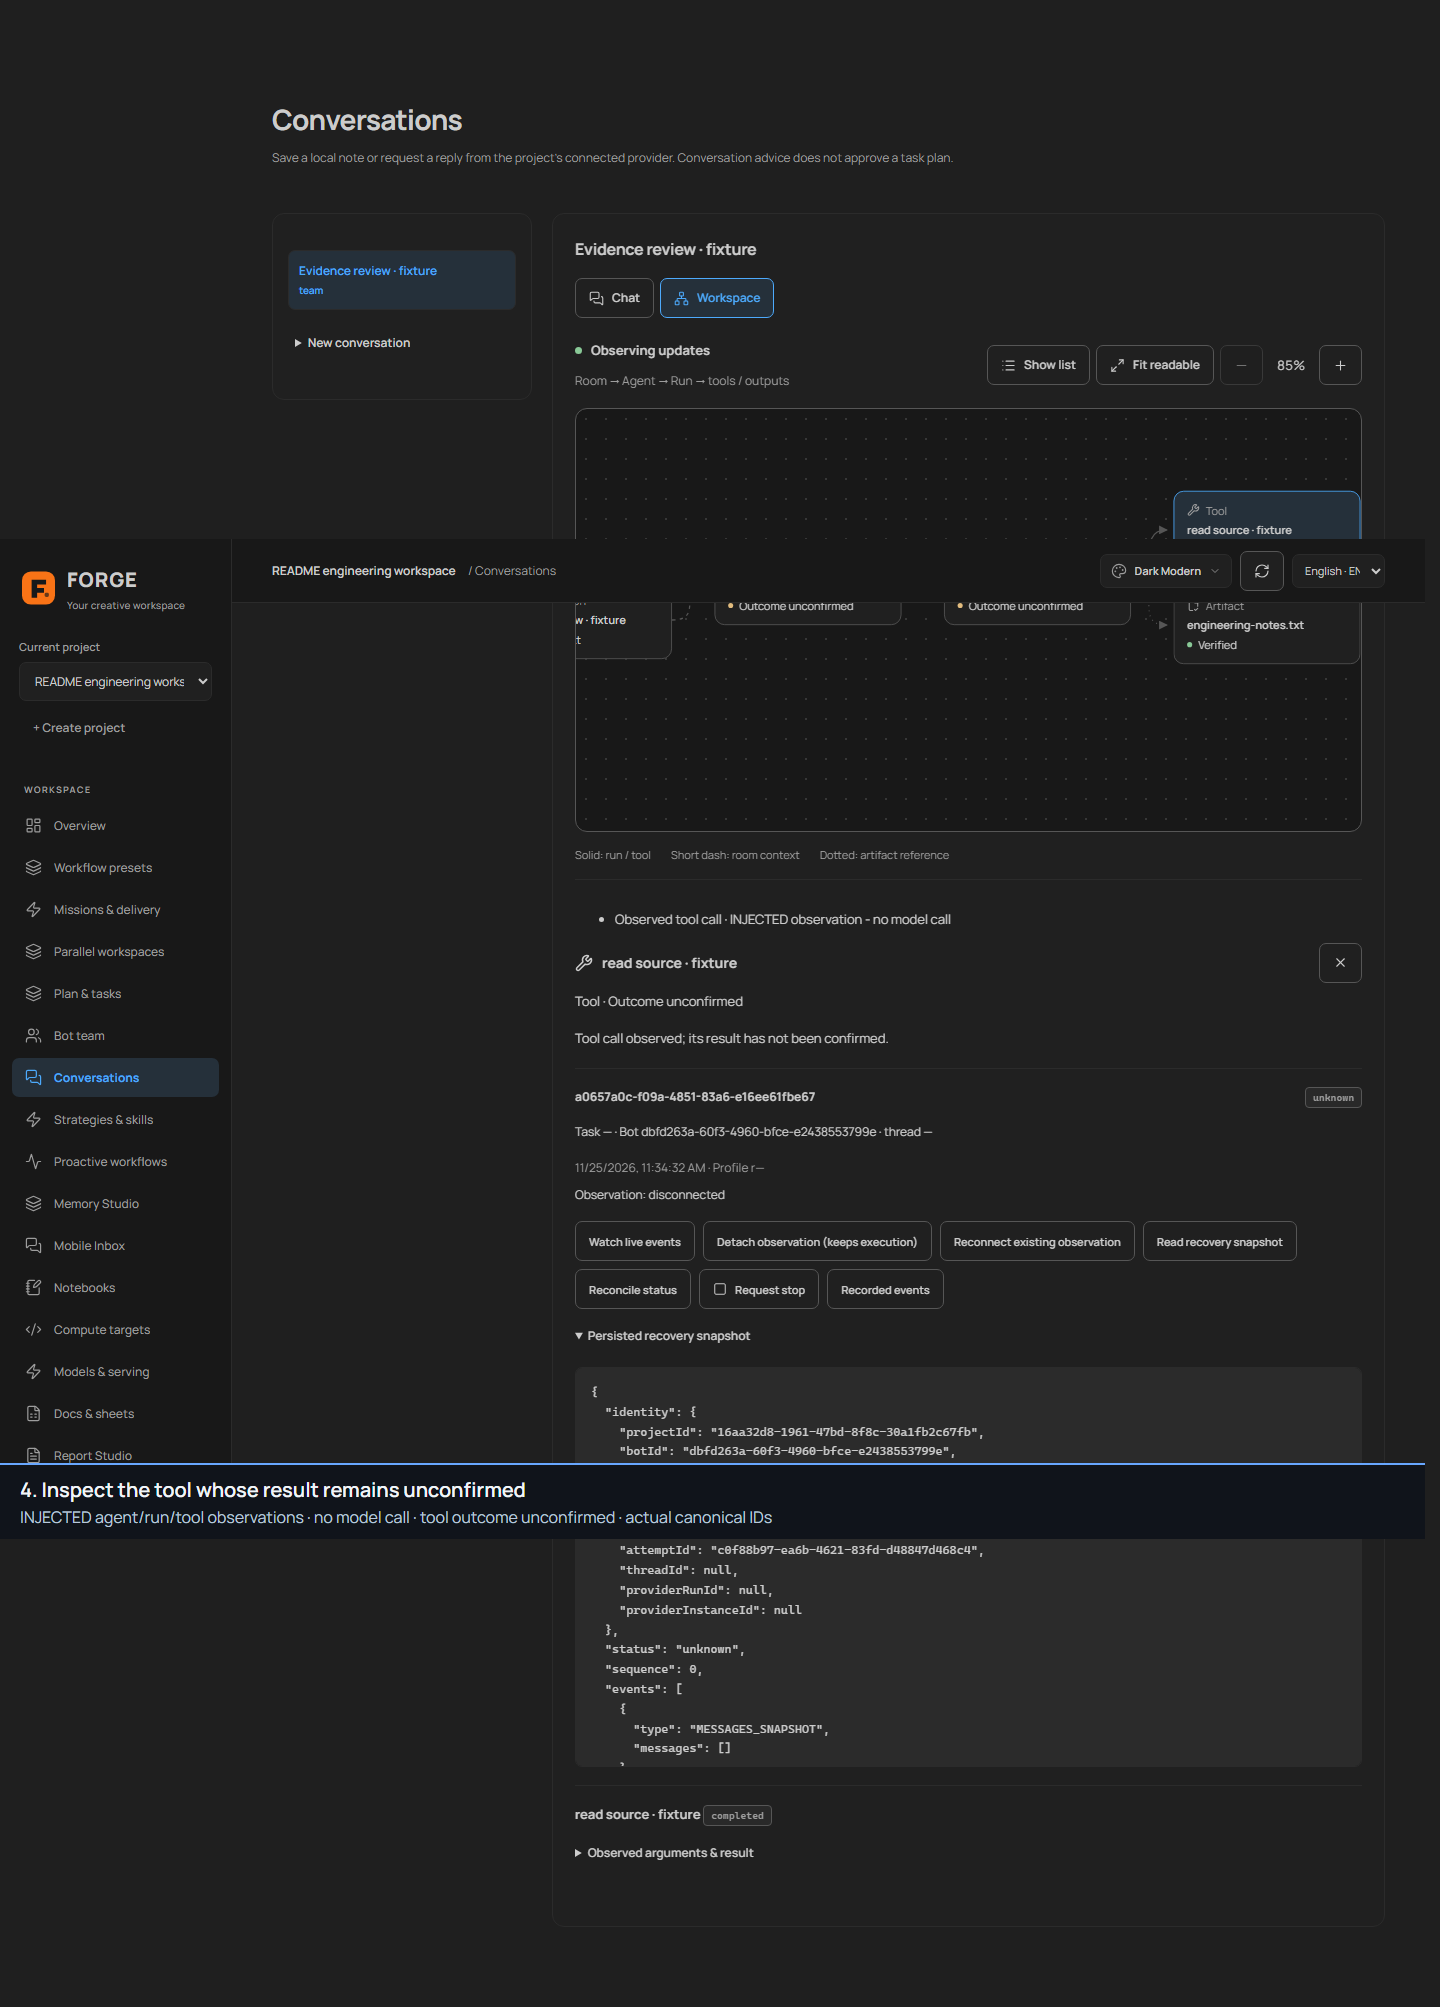 Conversations
Save a local note or request a reply from the project's connected provider. Conversation advice does not approve a task plan.
Evidence review · fixture
team
▶ New conversation
Evidence review · fixture
Chat
Workspace
Observing updates
Room → Agent → Run → tools / outputs
Show list
Fit readable
−
85%
+
Tool
read source · fixture
FORGE
Your creative workspace
Current project
README engineering works
+ Create project
WORKSPACE
Overview
Workflow presets
Missions & delivery
Parallel workspaces
Plan & tasks
Bot team
Conversations
Strategies & skills
Proactive workflows
Memory Studio
Mobile Inbox
Notebooks
Compute targets
Models & serving
Docs & sheets
Report Studio
README engineering workspace / Conversations
Dark Modern
English · EN
w · fixture
t
Outcome unconfirmed
Outcome unconfirmed
Artifact
engineering-notes.txt
Verified
Solid: run / tool
Short dash: room context
Dotted: artifact reference
• Observed tool call · INJECTED observation - no model call
read source · fixture
Tool · Outcome unconfirmed
Tool call observed; its result has not been confirmed.
a0657a0c-f09a-4851-83a6-e16ee61fbe67
unknown
Task — · Bot dbfd263a-60f3-4960-bfce-e2438553799e · thread —
11/25/2026, 11:34:32 AM · Profile r—
Observation: disconnected
Watch live events
Detach observation (keeps execution)
Reconnect existing observation
Read recovery snapshot
Reconcile status
Request stop
Recorded events
▼ Persisted recovery snapshot
{
"identity": {
"projectId": "16aa32d8-1961-47bd-8f8c-30a1fb2c67fb",
"botId": "dbfd263a-60f3-4960-bfce-e2438553799e",
4. Inspect the tool whose result remains unconfirmed
INJECTED agent/run/tool observations · no model call · tool outcome unconfirmed · actual canonical IDs
"attemptId": "c0f88b97-ea6b-4621-83fd-d48847d468c4",
"threadId": null,
"providerRunId": null,
"providerInstanceId": null
},
"status": "unknown",
"sequence": 0,
"events": [
{
"type": "MESSAGES_SNAPSHOT",
"messages": []
read source · fixture completed
▶ Observed arguments & result